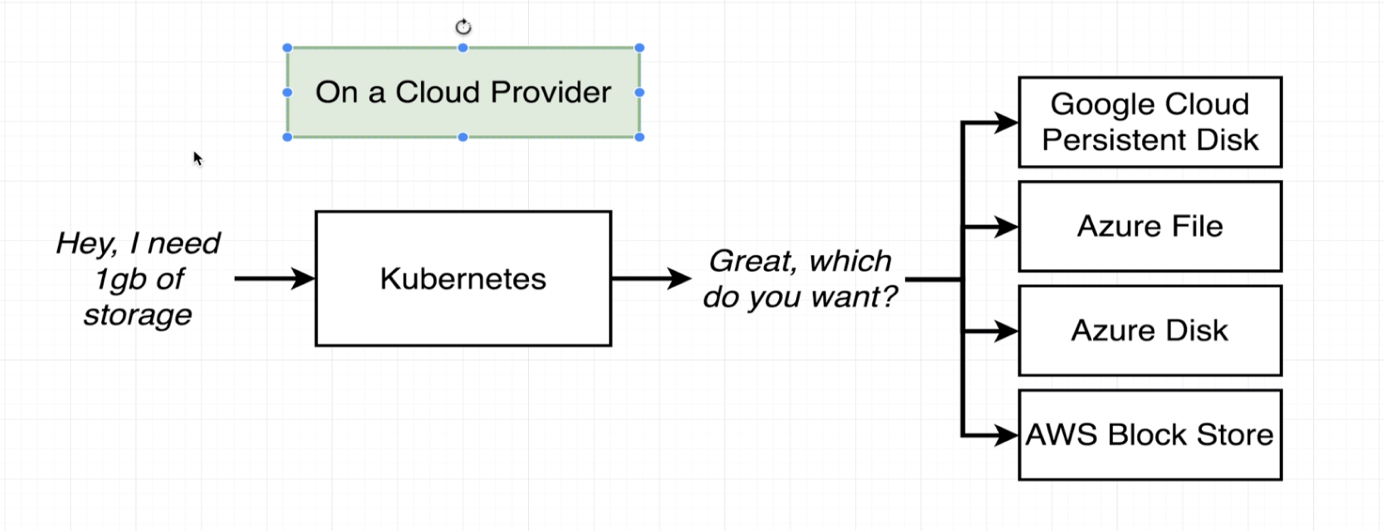 On a Cloud Provider
Hey, I need
1gb of
storage
Kubernetes
Great, which
do you want?
Google Cloud
Persistent Disk
Azure File
Azure Disk
AWS Block Store